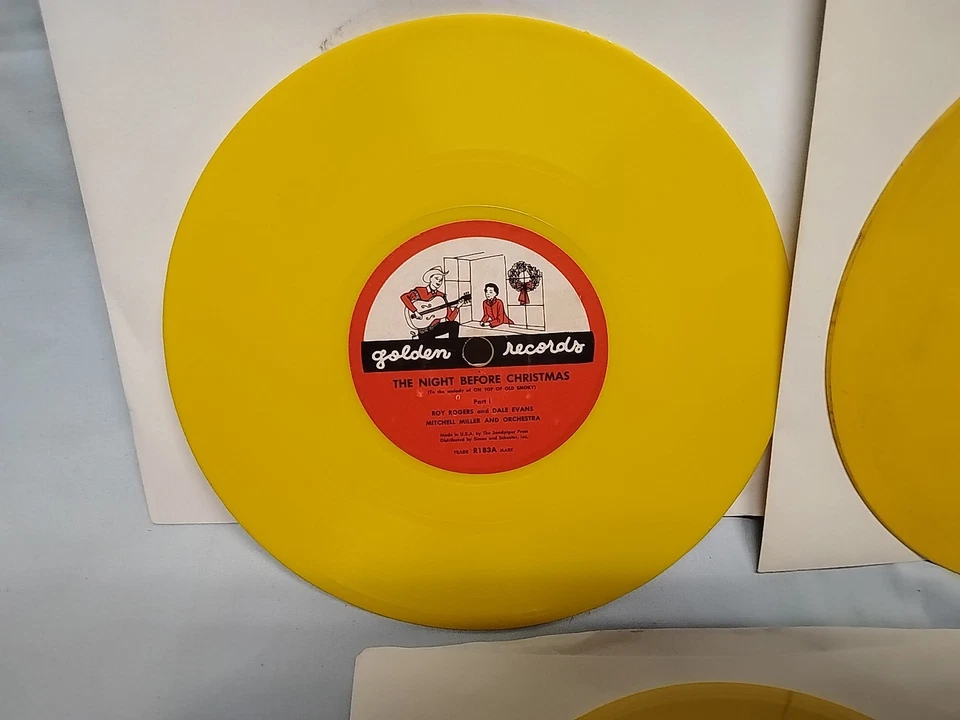 golden records
THE NIGHT BEFORE CHRISTMAS
(To the melody of ON TOP OF OLD SMOKY)
Part I
ROY ROGERS and DALE EVANS
MITCHELL MILLER AND ORCHESTRA
Made in U.S.A. by The Sandpiper Press
Distributed by Simon and Schuster, Inc.
TRADE R183A MARK